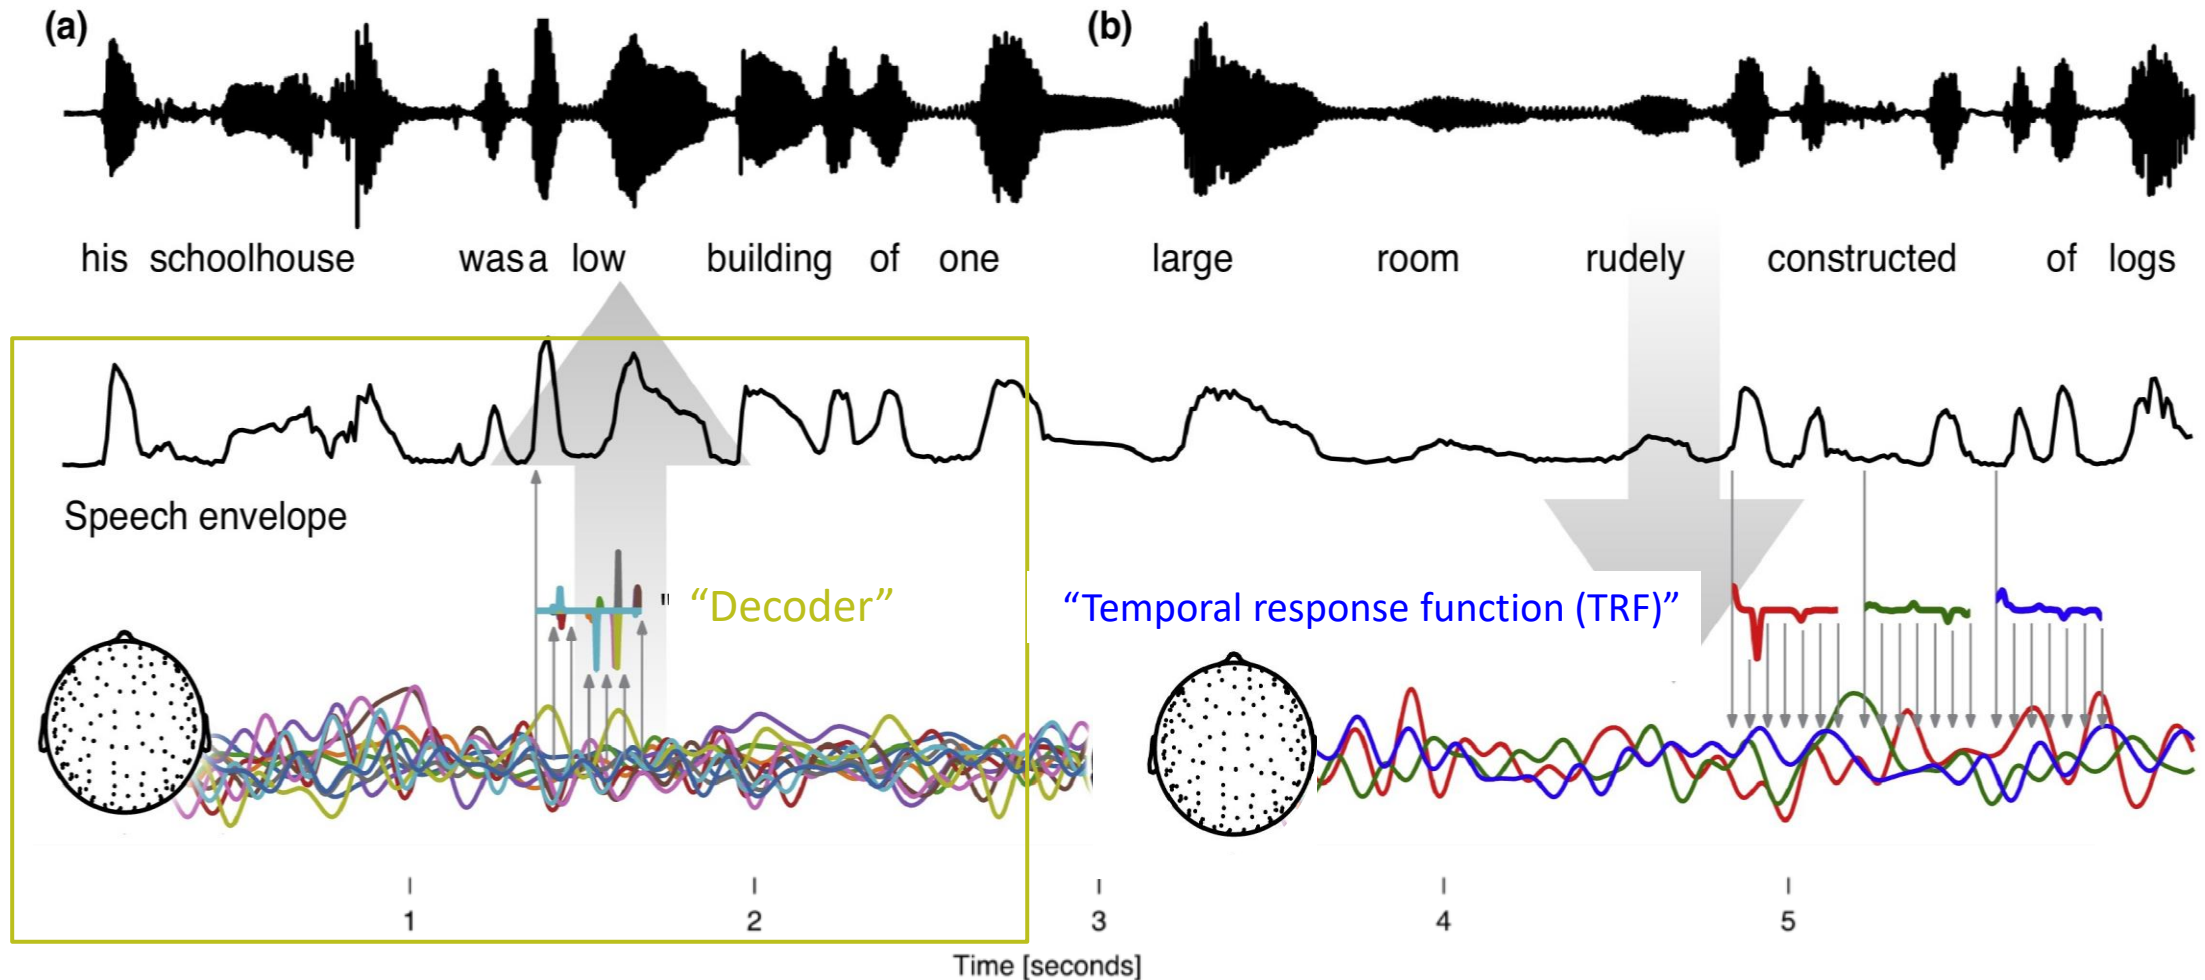 (a) (b)
his schoolhouse was a low building of one large room rudely constructed of logs
Speech envelope
" “Decoder” “Temporal response function (TRF)”
1 2 3 4 5
Time [seconds]